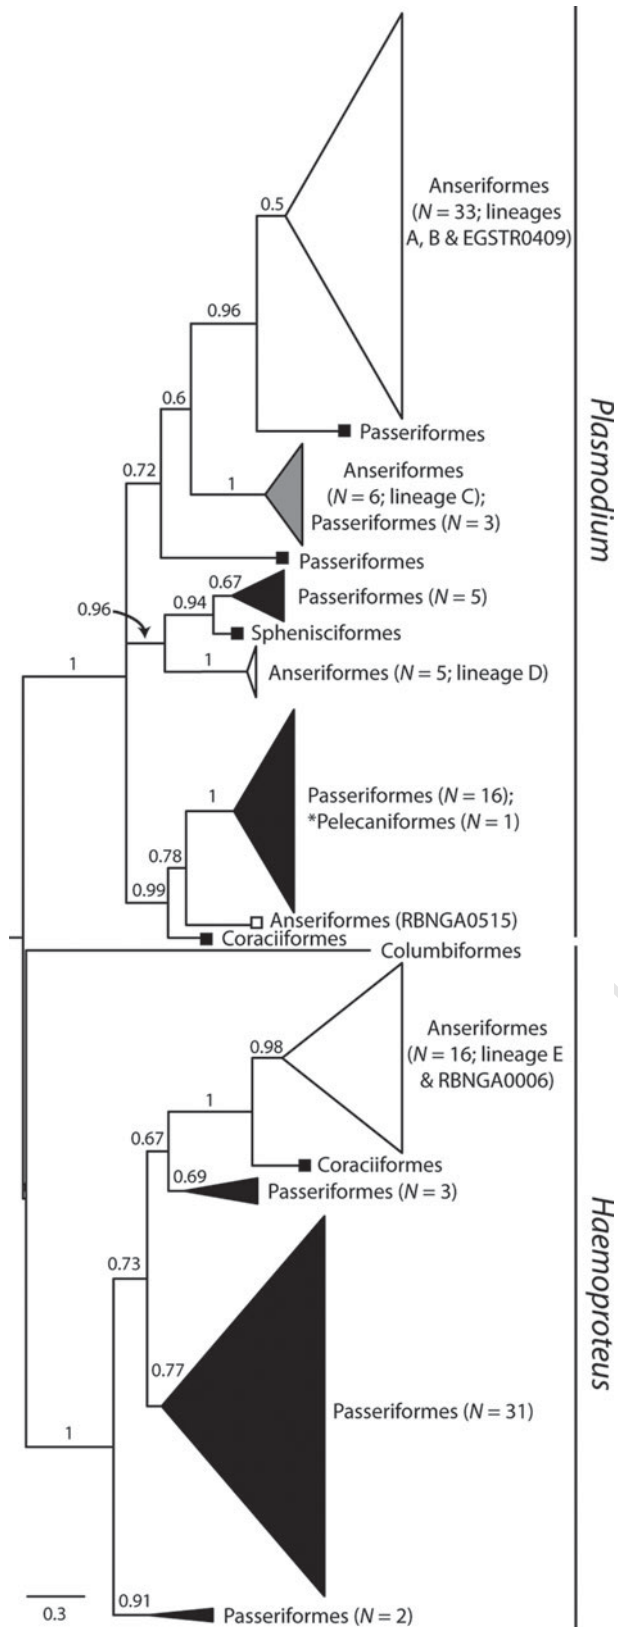 0.5
Anseriformes
(N = 33; lineages
A, B & EGSTR0409)
0.96
Passeriformes
0.6
Anseriformes
(N = 6; lineage C);
Passeriformes (N = 3)
1
0.72
Passeriformes
0.67
Passeriformes (N = 5)
0.94
0.96
Sphenisciformes
1
Anseriformes (N = 5; lineage D)
1
Plasmodium
1
Passeriformes (N = 16);
*Pelecaniformes (N = 1)
0.78
0.99
Anseriformes (RBNGA0515)
Coraciiformes
Columbiformes
Anseriformes
(N = 16; lineage E
& RBNGA0006)
0.98
1
0.67
Coraciiformes
0.69
Passeriformes (N = 3)
0.73
Haemoproteus
0.77
Passeriformes (N = 31)
1
0.91
Passeriformes (N = 2)
0.3